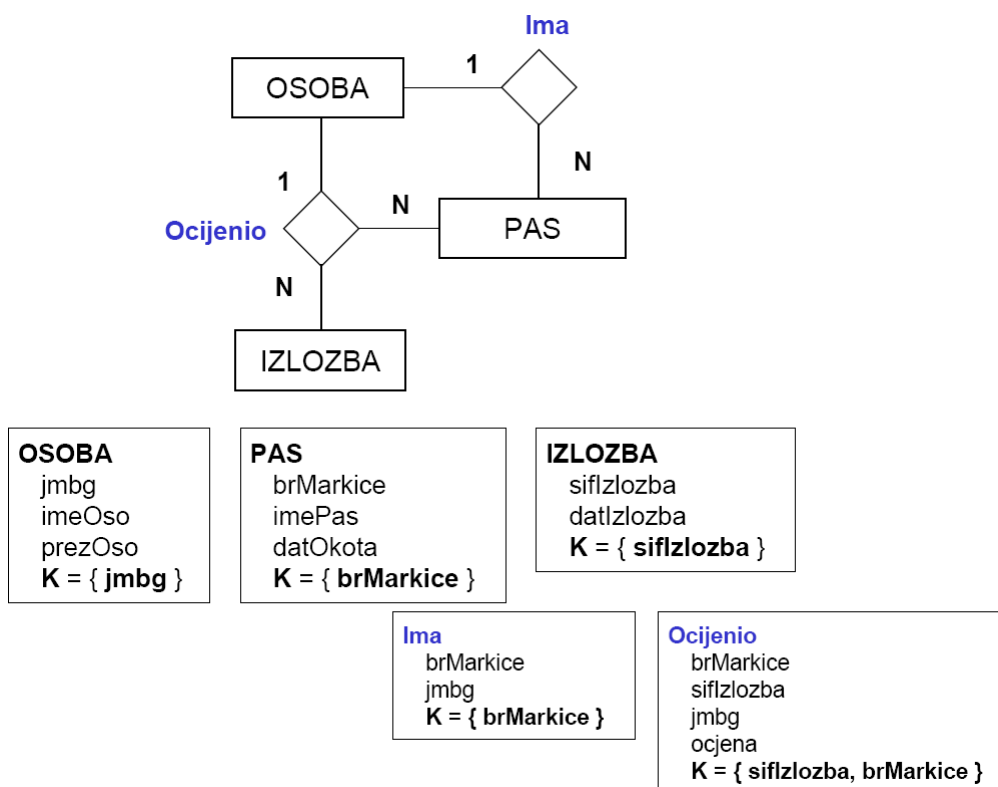 Ima
1
OSOBA
N
1
N
PAS
Ocijenio
N
IZLOZBA
OSOBA
jmbg
imeOso
prezOso
K = { jmbg }
PAS
brMarkice
imePas
datOkota
K = { brMarkice }
IZLOZBA
sifIzlozba
datIzlozba
K = { sifIzlozba }
Ima
brMarkice
jmbg
K = { brMarkice }
Ocijenio
brMarkice
sifIzlozba
jmbg
ocjena
K = { sifIzlozba, brMarkice }